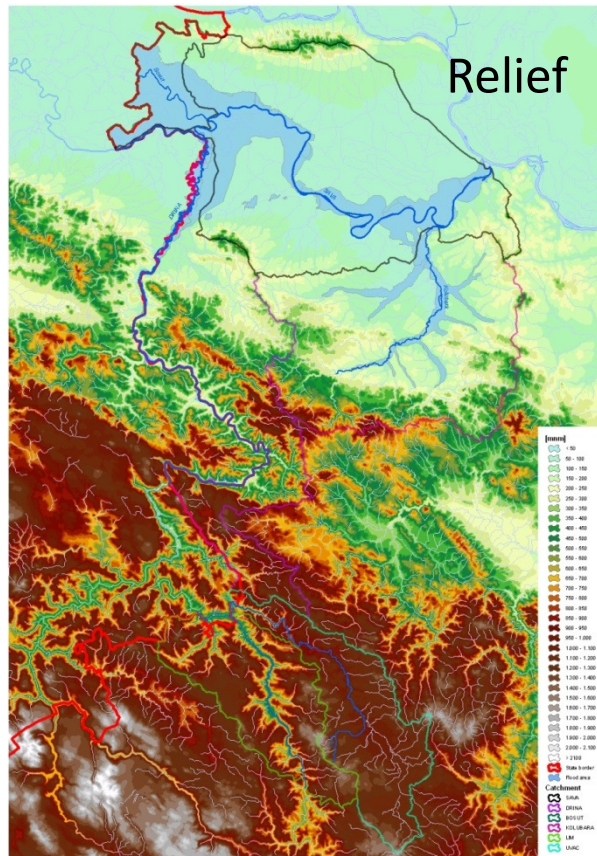 Relief
DRINA
[mnm]
< 50
50 - 100
100 - 150
150 - 200
200 - 250
250 - 300
300 - 350
350 - 400
400 - 450
450 - 500
500 - 550
550 - 600
600 - 650
650 - 700
700 - 750
750 - 800
800 - 850
850 - 900
900 - 950
950 - 1.000
1.000 - 1.100
1.100 - 1.200
1.200 - 1.300
1.300 - 1.400
1.400 - 1.500
1.500 - 1.600
1.600 - 1.700
1.700 - 1.800
1.800 - 1.900
1.900 - 2.000
2.000 - 2.100
> 2100
State border
Flood area
Catchment
SAVA
DRINA
BOSUT
KOLUBARA
LIM
UVAC